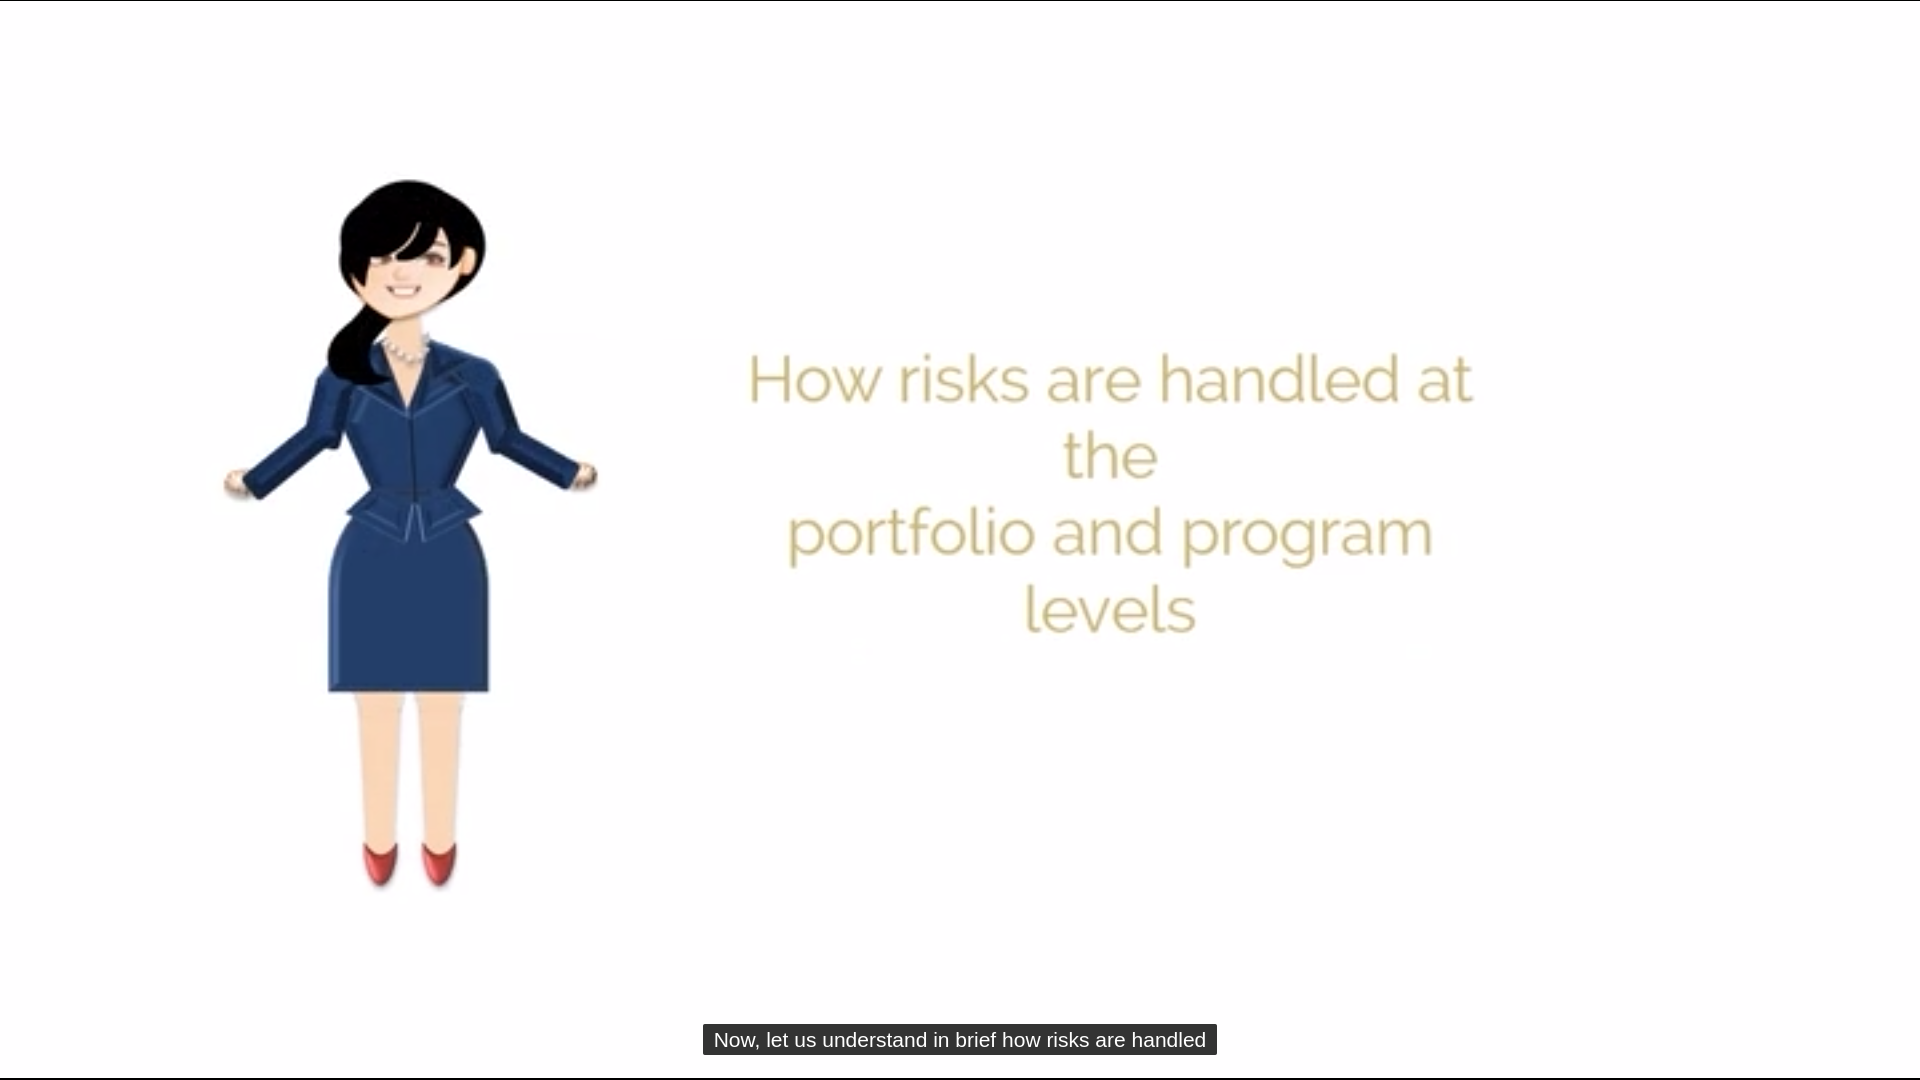 How risks are handled at
the
portfolio and program
levels
Now, let us understand in brief how risks are handled